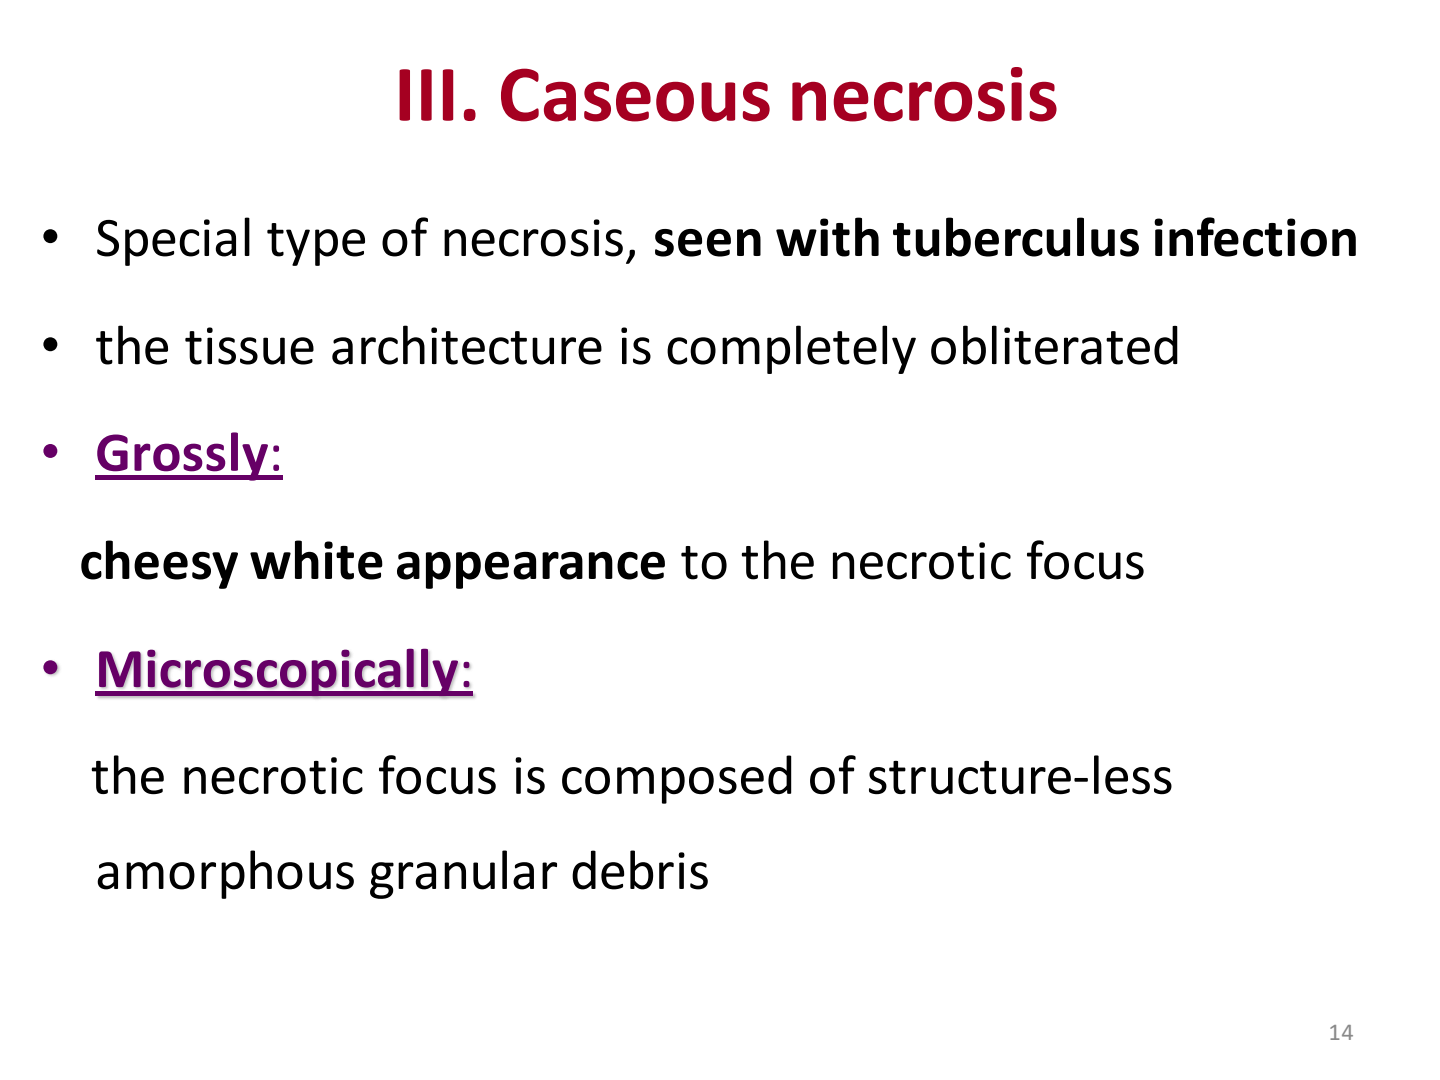 III. Caseous necrosis
• Special type of necrosis, seen with tuberculus infection
• the tissue architecture is completely obliterated
• Grossly:
cheesy white appearance to the necrotic focus
• Microscopically:
the necrotic focus is composed of structure-less
amorphous granular debris
14